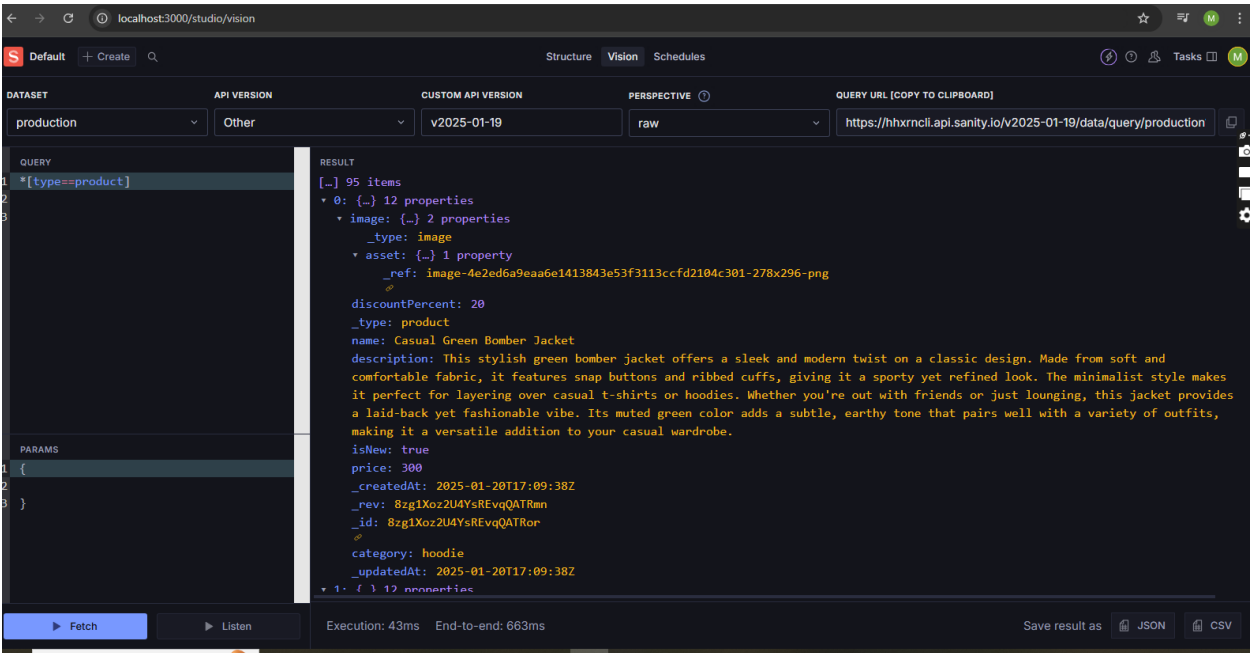 localhost:3000/studio/vision
M
S Default + Create Structure Vision Schedules Tasks M
DATASET API VERSION CUSTOM API VERSION PERSPECTIVE QUERY URL [COPY TO CLIPBOARD]
production Other v2025-01-19 raw https://hhxrncli.api.sanity.io/v2025-01-19/data/query/production
QUERY
1 *[type==product]
2
3
PARAMS
1 {
2
3 }
RESULT
[…] 95 items
0: {…} 12 properties
image: {…} 2 properties
_type: image
asset: {…} 1 property
_ref: image-4e2ed6a9eaa6e1413843e53f3113ccfd2104c301-278x296-png
discountPercent: 20
_type: product
name: Casual Green Bomber Jacket
description: This stylish green bomber jacket offers a sleek and modern twist on a classic design. Made from soft and
comfortable fabric, it features snap buttons and ribbed cuffs, giving it a sporty yet refined look. The minimalist style makes
it perfect for layering over casual t-shirts or hoodies. Whether you're out with friends or just lounging, this jacket provides
a laid-back yet fashionable vibe. Its muted green color adds a subtle, earthy tone that pairs well with a variety of outfits,
making it a versatile addition to your casual wardrobe.
isNew: true
price: 300
_createdAt: 2025-01-20T17:09:38Z
_rev: 8zg1Xoz2U4YsREvqQATRmn
_id: 8zg1Xoz2U4YsREvqQATRor
category: hoodie
_updatedAt: 2025-01-20T17:09:38Z
1: {…} 12 properties
Fetch Listen Execution: 43ms End-to-end: 663ms Save result as JSON CSV